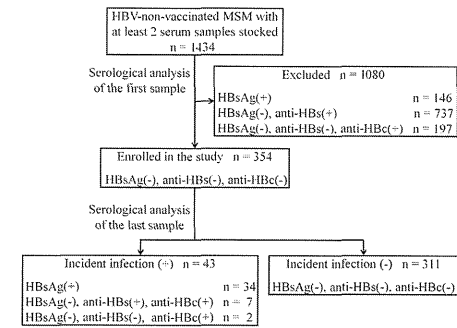 HBV-non-vaccinated MSM with
at least 2 serum samples stocked
n = 1434
Serological analysis
of the first sample
Excluded n = 1080
HBsAg(+) n = 146
HBsAg(-), anti-HBs(+) n = 737
HBsAg(-), anti-HBs(-), anti-HBc(+) n = 197
Enrolled in the study n = 354
HBsAg(-), anti-HBs(-), anti-HBc(-)
Serological analysis
of the last sample
Incident infection (+) n = 43
HBsAg(+) n = 34
HBsAg(-), anti-HBs(+), anti-HBc(+) n = 7
HBsAg(-), anti-HBs(-), anti-HBc(+) n = 2
Incident infection (-) n = 311
HBsAg(-), anti-HBs(-), anti-HBc(-)